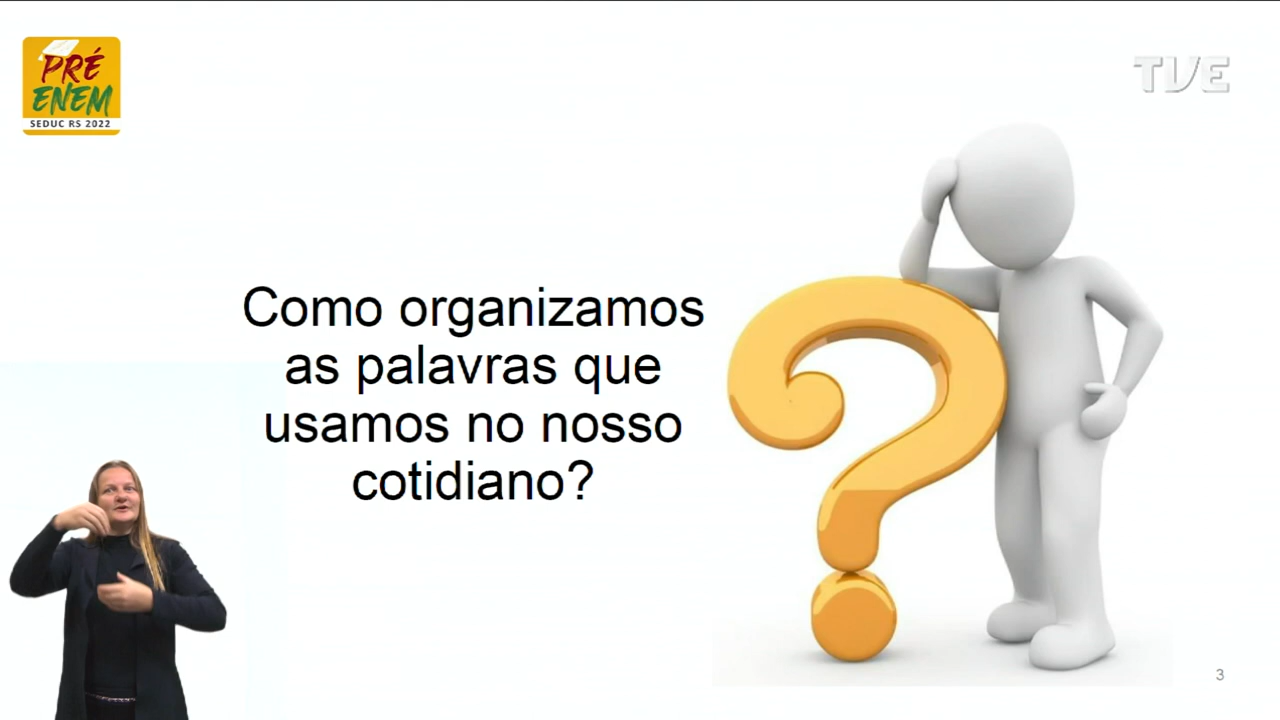 PRÉ
ENEM
SEDUC RS 2022
TVE
Como organizamos
as palavras que
usamos no nosso
cotidiano?
3